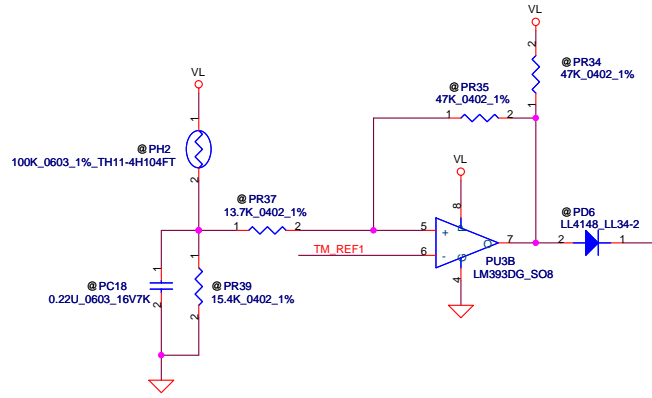 VL
@PR34
47K_0402_1%
2
1
VL
@PR35
47K_0402_1%
1
2
1
@PH2
100K_0603_1%_TH11-4H104FT
2
VL
@PR37
13.7K_0402_1%
1
2
8
5
+
6
-
7
TM_REF1
4
PU3B
LM393DG_SO8
@PD6
LL4148_LL34-2
2
1
1
@PC18
0.22U_0603_16V7K
2
1
@PR39
15.4K_0402_1%
2